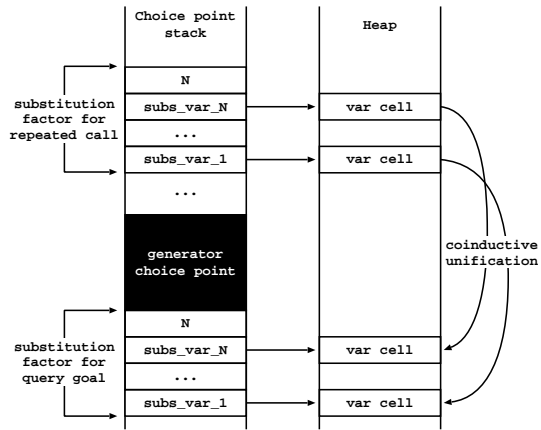 Choice point
stack
Heap
N
substitution
factor for
repeated call
subs_var_N
var cell
...
subs_var_1
var cell
...
generator
choice point
coinductive
unification
N
substitution
factor for
query goal
subs_var_N
var cell
...
subs_var_1
var cell